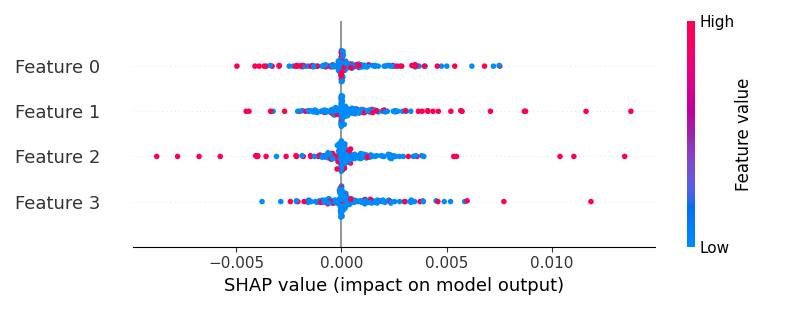 High
Feature 0
Feature 1
Feature 2
Feature 3
Feature value
Low
−0.005 0.000 0.005 0.010
SHAP value (impact on model output)